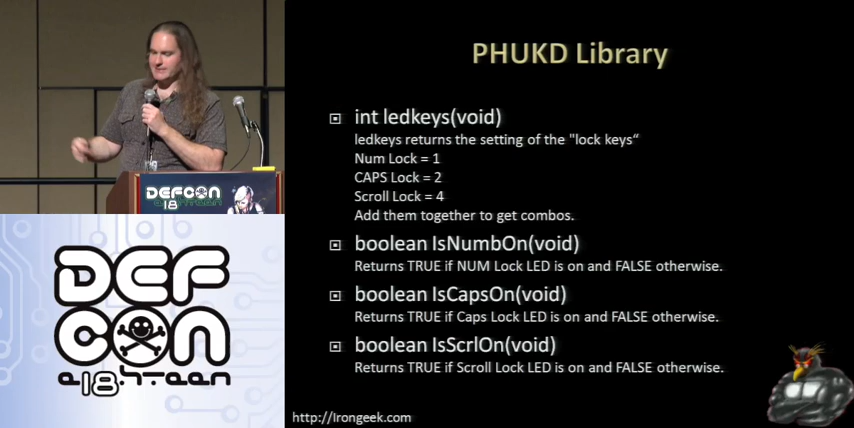 DEFCON
e18hteen
DEF
CON
e18hteen
PHUKD Library
int ledkeys(void)
ledkeys returns the setting of the "lock keys“
Num Lock = 1
CAPS Lock = 2
Scroll Lock = 4
Add them together to get combos.
boolean IsNumbOn(void)
Returns TRUE if NUM Lock LED is on and FALSE otherwise.
boolean IsCapsOn(void)
Returns TRUE if Caps Lock LED is on and FALSE otherwise.
boolean IsScrlOn(void)
Returns TRUE if Scroll Lock LED is on and FALSE otherwise.
http://Irongeek.com